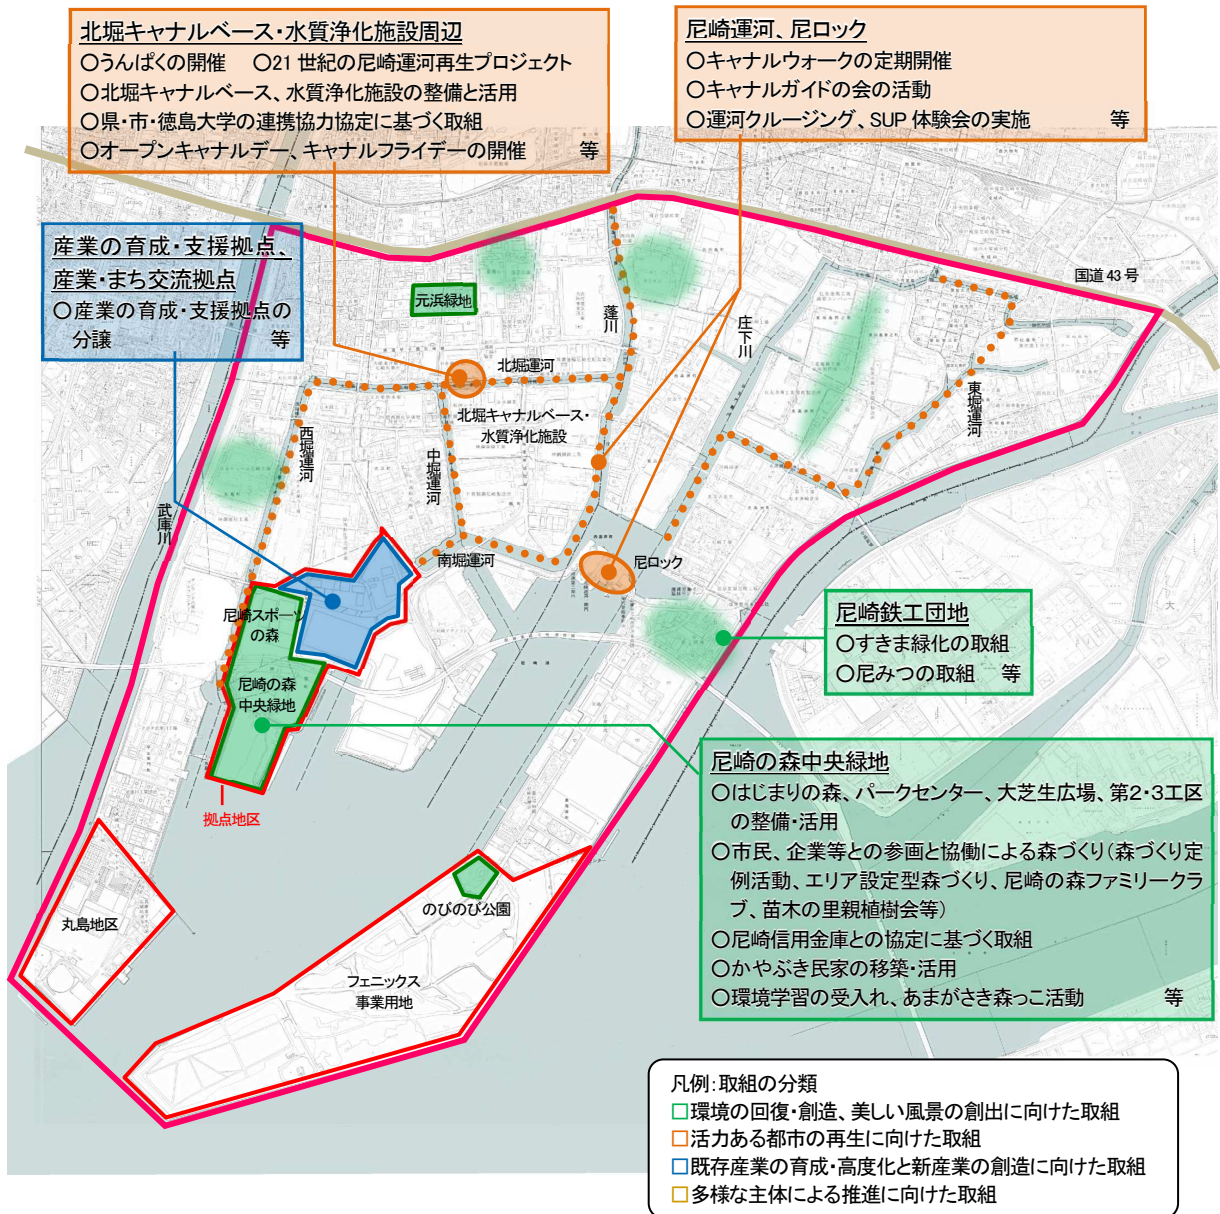 北堀キャナルベース・水質浄化施設周辺
○うんぱくの開催 ○21 世紀の尼崎運河再生プロジェクト
○北堀キャナルベース、水質浄化施設の整備と活用
○県・市・徳島大学の連携協力協定に基づく取組
○オープンキャナルデー、キャナルフライデーの開催 等
尼崎運河、尼ロック
○キャナルウォークの定期開催
○キャナルガイドの会の活動
○運河クルージング、SUP 体験会の実施 等
産業の育成・支援拠点、
産業・まち交流拠点
○産業の育成・支援拠点の
分譲 等
国道 43 号
元浜緑地
蓬川
庄下川
北堀運河
北堀キャナルベース・
水質浄化施設
東堀運河
西堀運河
中堀運河
武庫川
南堀運河
尼ロック
尼崎スポーツ
の森
尼崎の森
中央緑地
拠点地区
尼崎鉄工団地
○すきま緑化の取組
○尼みつの取組 等
尼崎の森中央緑地
○はじまりの森、パークセンター、大芝生広場、第2・3工区
の整備・活用
○市民、企業等との参画と協働による森づくり(森づくり定
例活動、エリア設定型森づくり、尼崎の森ファミリークラ
ブ、苗木の里親植樹会等)
○尼崎信用金庫との協定に基づく取組
○かやぶき民家の移築・活用
○環境学習の受入れ、あまがさき森っこ活動 等
のびのび公園
丸島地区
フェニックス
事業用地
凡例:取組の分類
□環境の回復・創造、美しい風景の創出に向けた取組
□活力ある都市の再生に向けた取組
□既存産業の育成・高度化と新産業の創造に向けた取組
□多様な主体による推進に向けた取組